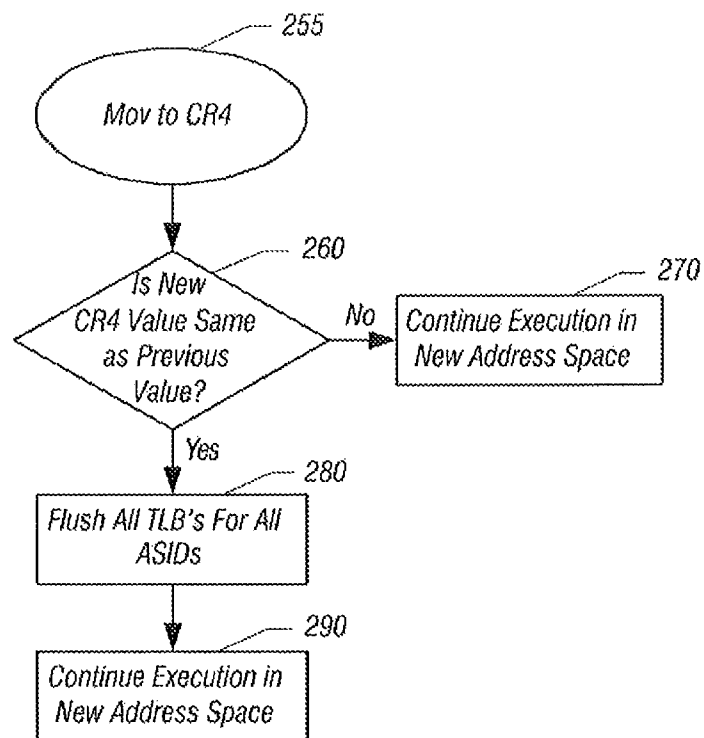 255
Mov to CR4
260
Is New
CR4 Value Same
as Previous
Value?
No
270
Continue Execution in
New Address Space
Yes
280
Flush All TLB's For All
ASIDs
290
Continue Execution in
New Address Space